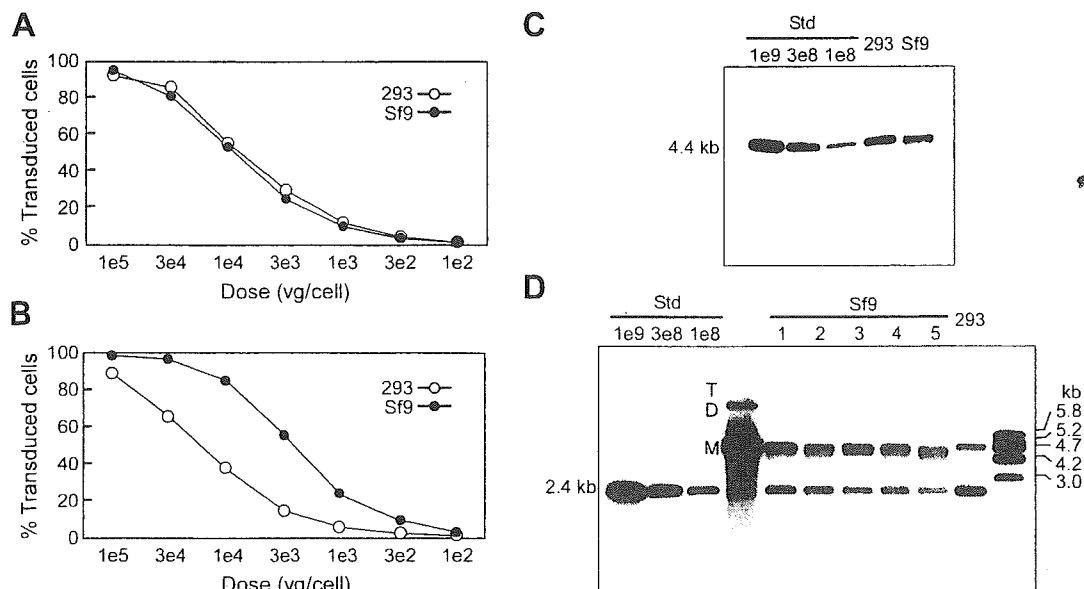 A
% Transduced cells
100
80
60
40
20
0
293
Sf9
1e5 3e4 1e4 3e3 1e3 3e2 1e2
Dose (vg/cell)
B
% Transduced cells
100
80
60
40
20
0
293
Sf9
1e5 3e4 1e4 3e3 1e3 3e2 1e2
Dose (vg/cell)
C
Std
1e9 3e8 1e8 293 Sf9
4.4 kb
D
Std Sf9 293
1e9 3e8 1e8 1 2 3 4 5
T
D
M
2.4 kb
kb
5.8
5.2
4.7
4.2
3.0